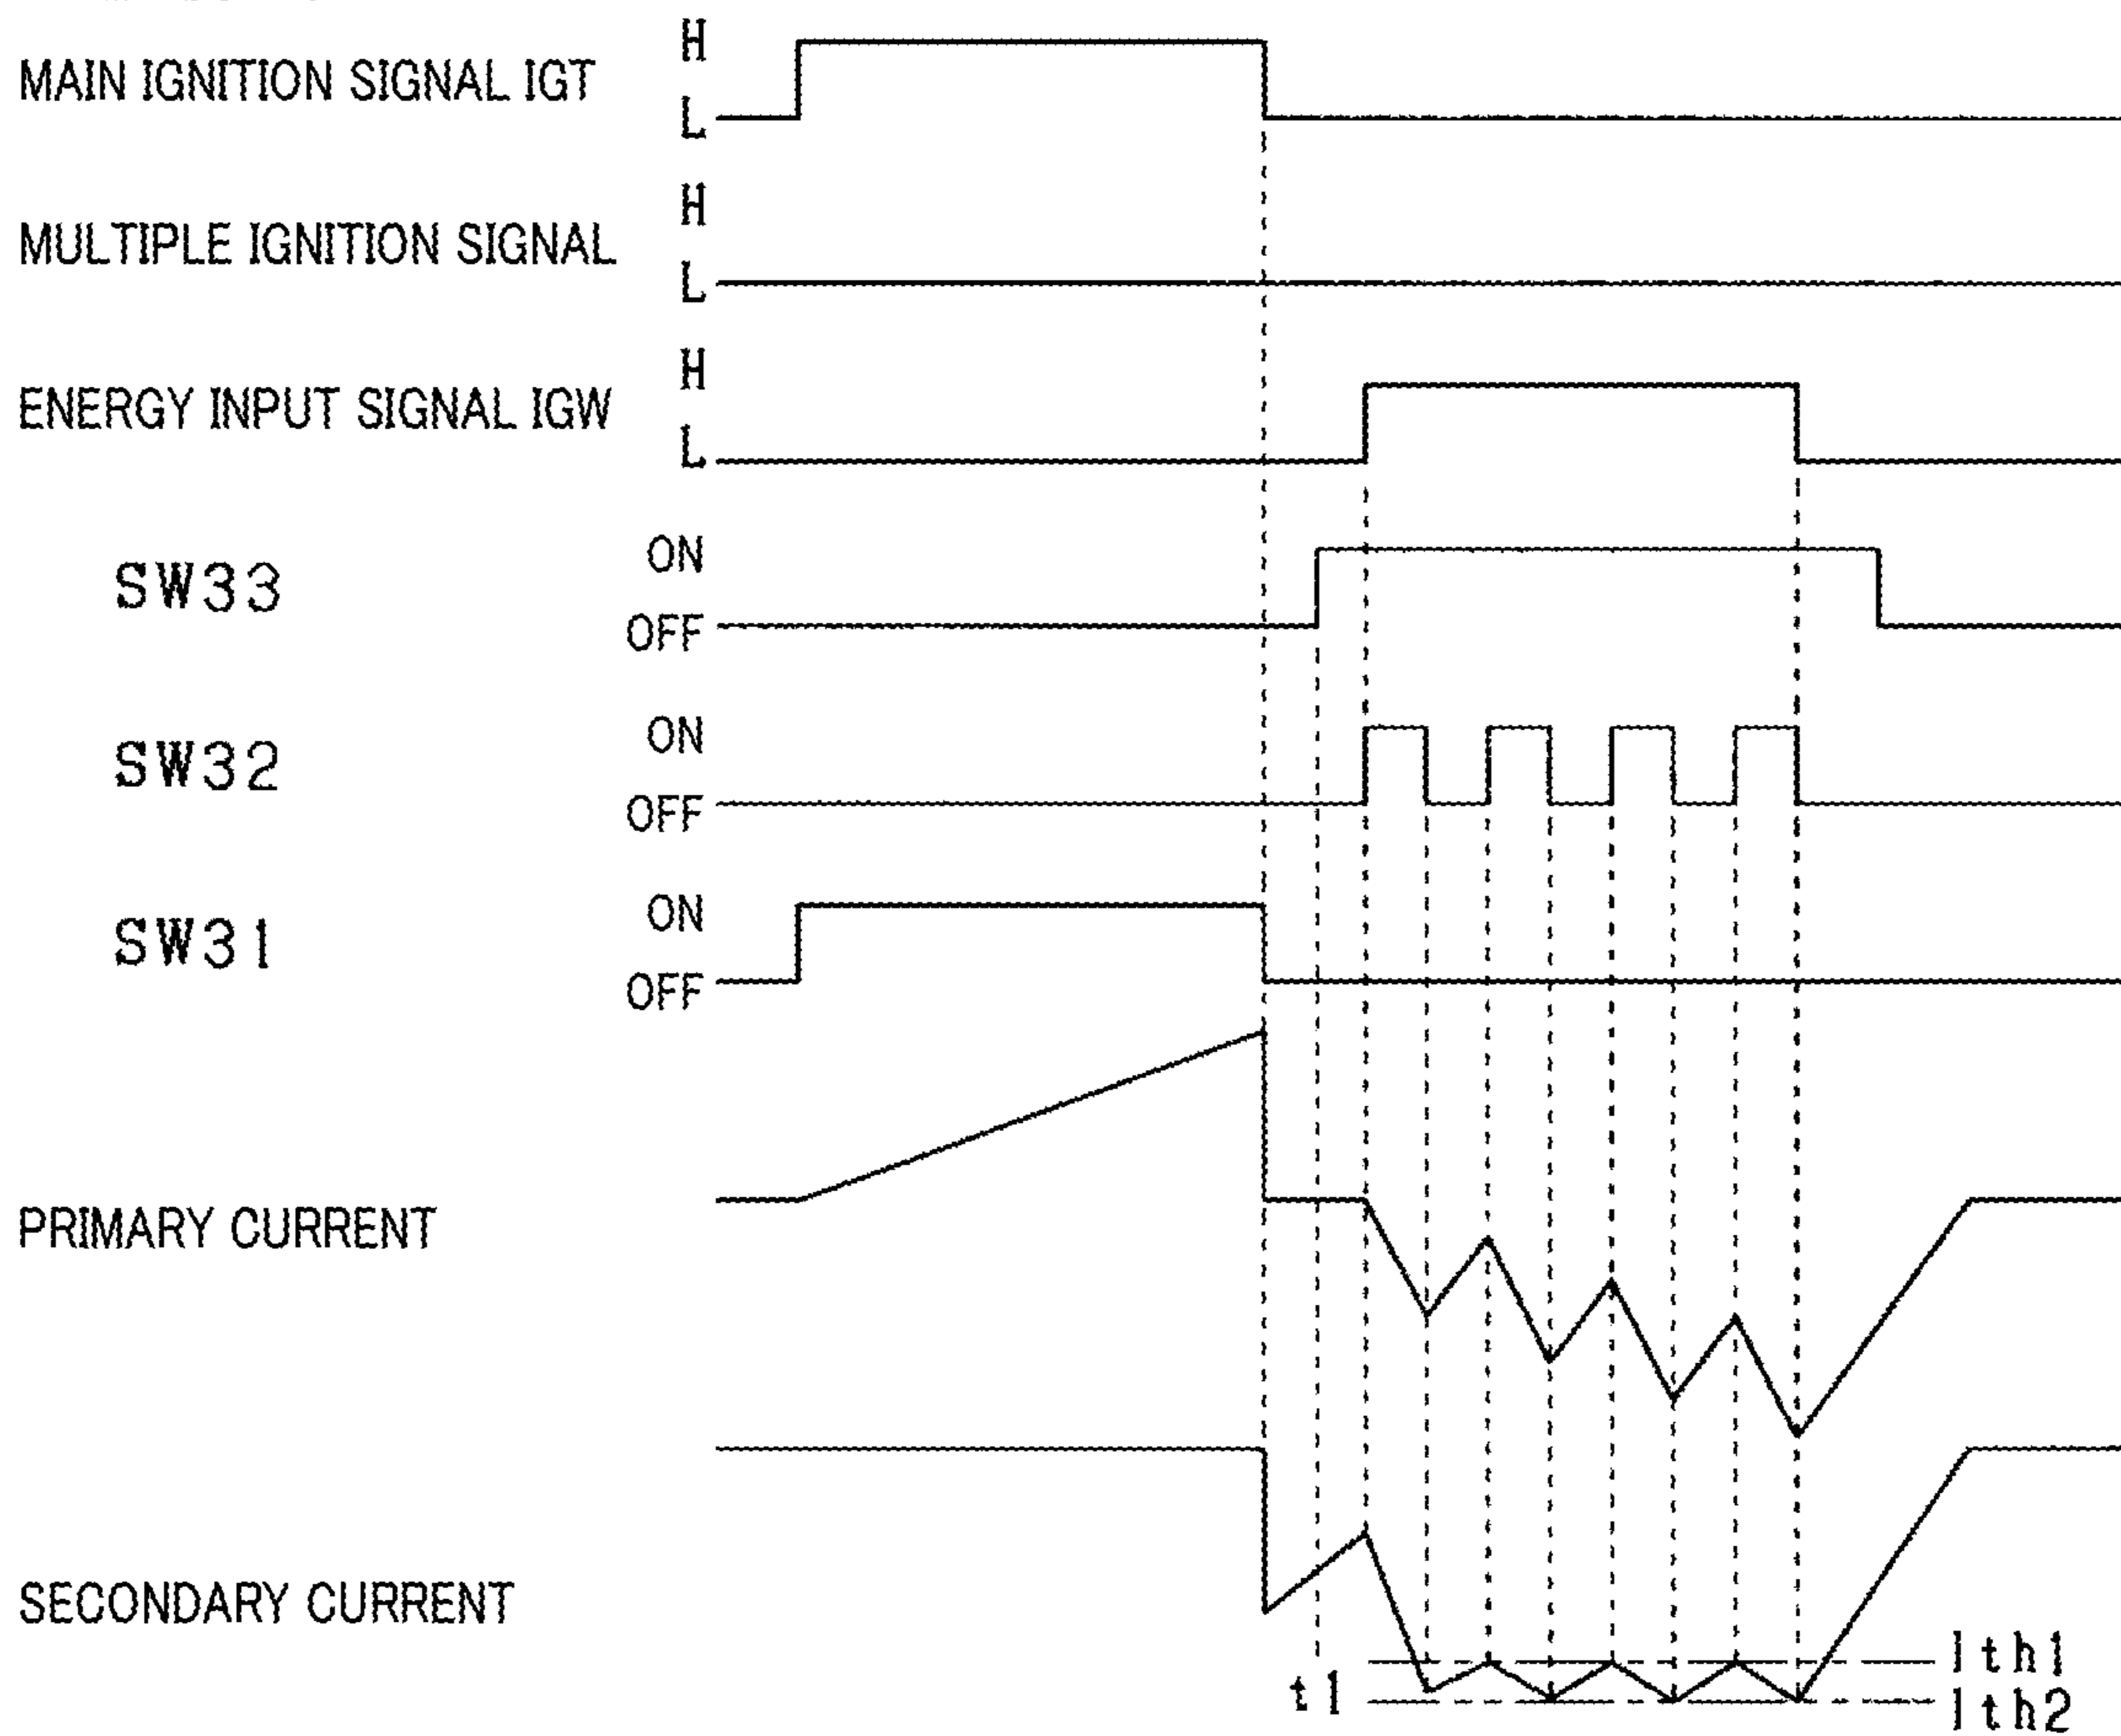 H
MAIN IGNITION SIGNAL IGT
L
H
MULTIPLE IGNITION SIGNAL
L
H
ENERGY INPUT SIGNAL IGW
L
ON
SW33
OFF
ON
SW32
OFF
ON
SW31
OFF
PRIMARY CURRENT
SECONDARY CURRENT
Ith1
t1
Ith2